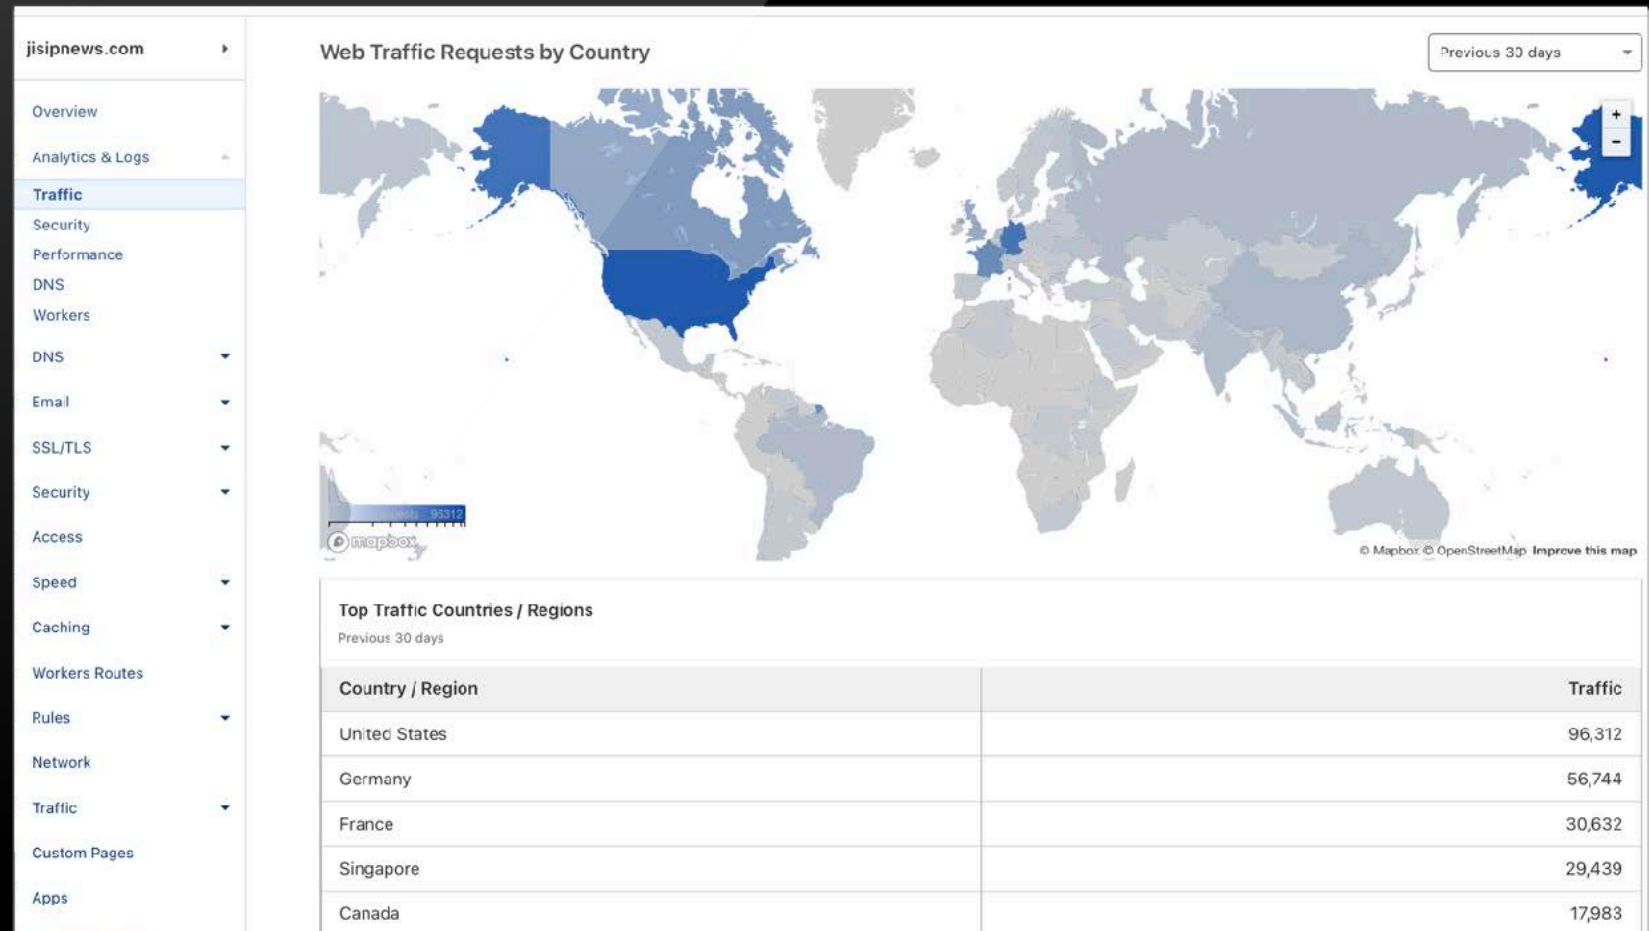 jisipnews.com
Overview
Analytics & Logs
Traffic
Security
Performance
DNS
Workers
DNS
Email
SSL/TLS
Security
Access
Speed
Caching
Workers Routes
Rules
Network
Traffic
Custom Pages
Apps
Web Traffic Requests by Country
Previous 30 days
+
-
96312
mapbox
© Mapbox © OpenStreetMap Improve this map
Top Traffic Countries / Regions
Previous 30 days
Country / Region Traffic
United States 96,312
Germany 56,744
France 30,632
Singapore 29,439
Canada 17,983